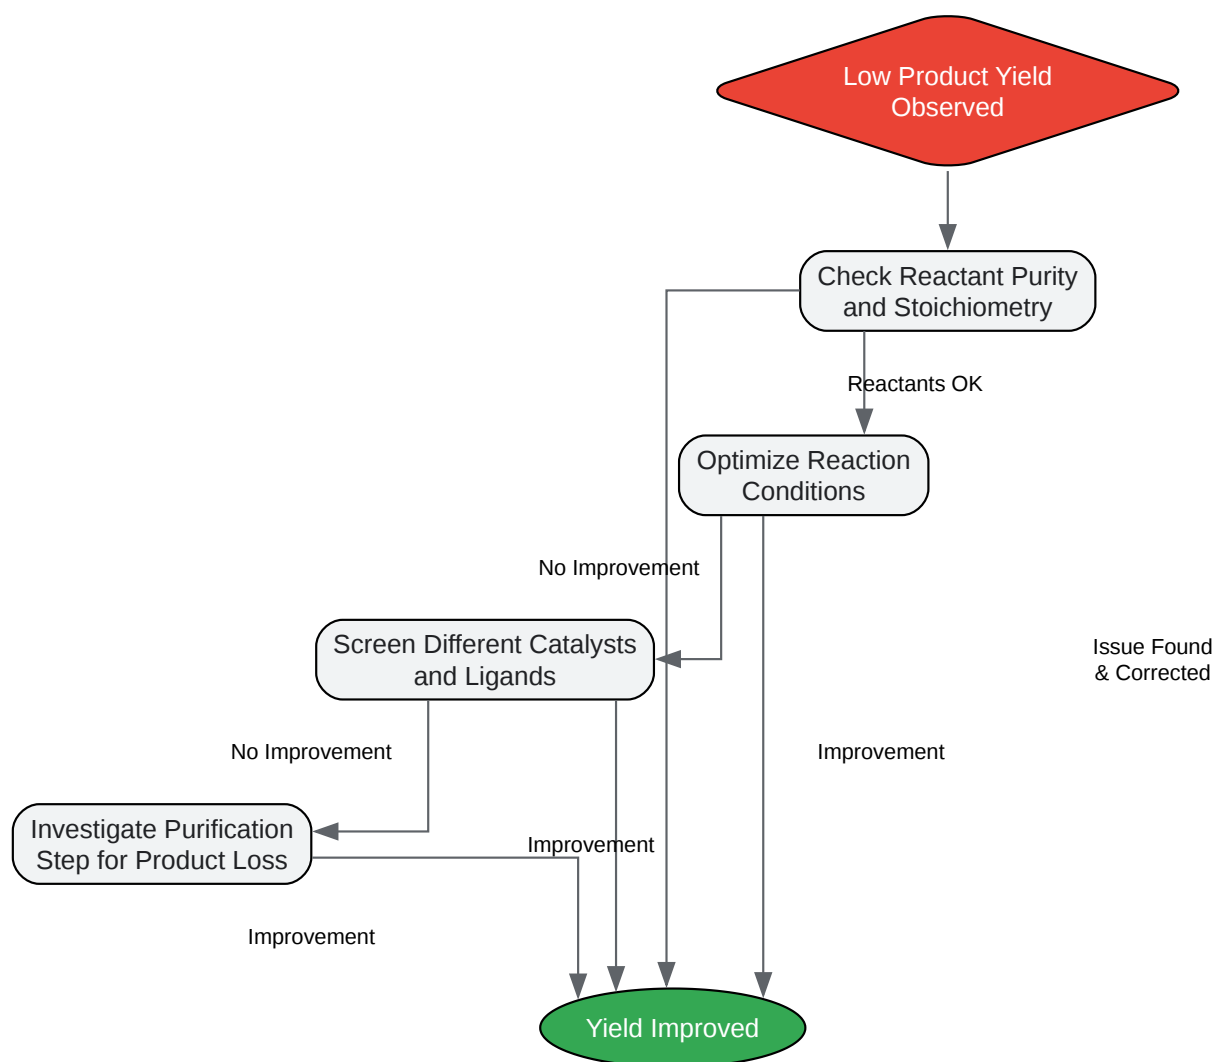 Low Product Yield
Observed
Check Reactant Purity
and Stoichiometry
Reactants OK
Optimize Reaction
Conditions
No Improvement
Screen Different Catalysts
and Ligands
Issue Found
& Corrected
No Improvement
Improvement
Investigate Purification
Step for Product Loss
Improvement
Improvement
Yield Improved